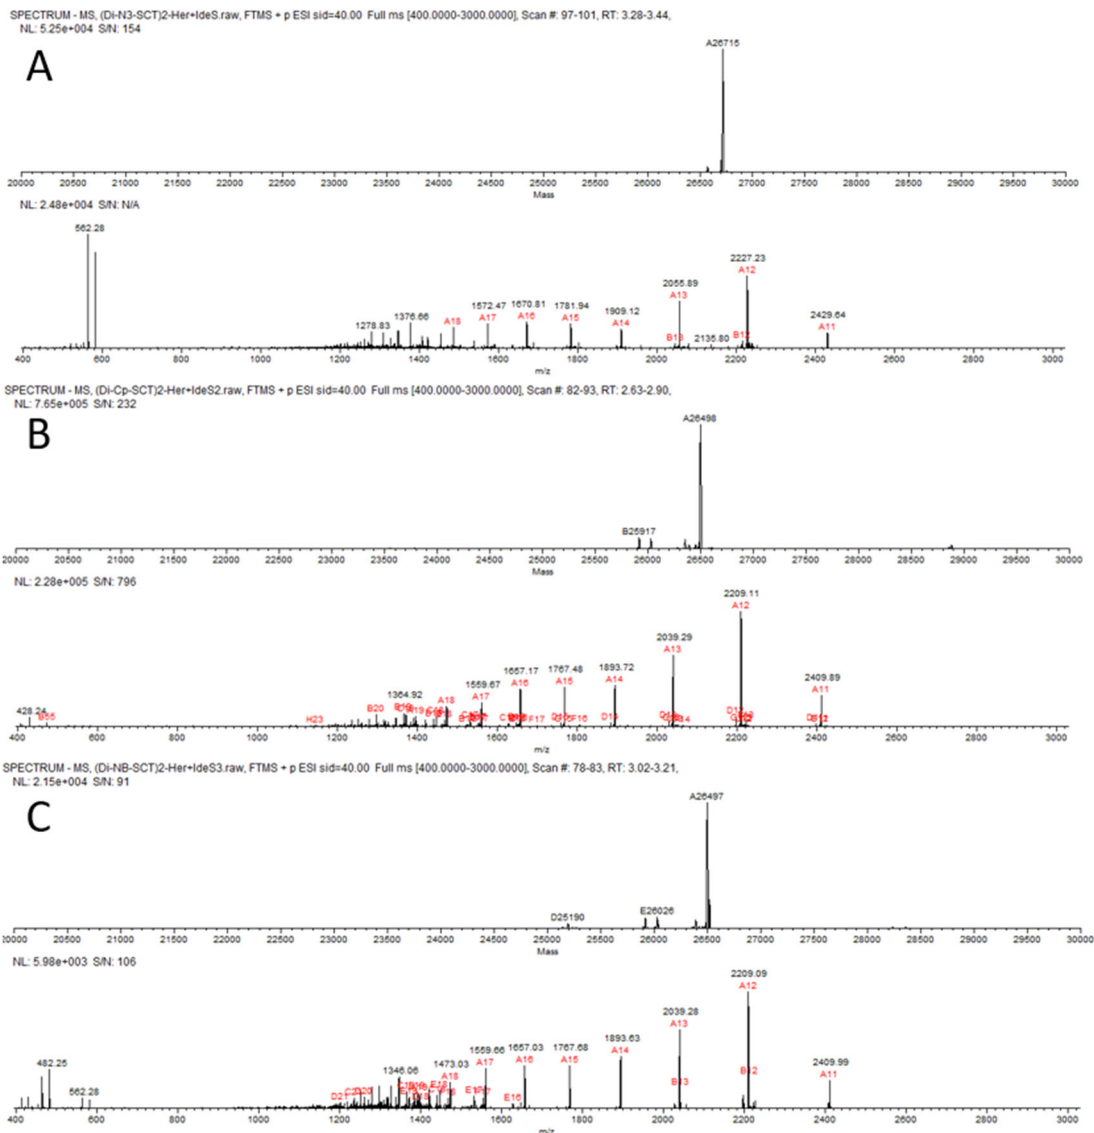 SPECTRUM - MS, (Di-N3-SCT)2-Her+IdeS.raw, FTMS + p ESI sid=40.00 Full ms [400.0000-3000.0000], Scan #: 97-101, RT: 3.28-3.44,
NL: 5.25e+004 S/N: 154
A
A26715
20000 20500 21000 21500 22000 22500 23000 23500 24000 24500 25000 25500 26000 26500 27000 27500 28000 28500 29000 29500 30000
Mass
NL: 2.48e+004 S/N: N/A
562.28
2227.23
A12
2055.89
A13
1572.47 1670.81 1781.94
1278.83 1376.66 A18 A17 A16 A15
1909.12
A14
2135.80
2429.64
A11
400 600 800 1000 1200 1400 1600 1800 2000 2200 2400 2600 2800 3000
m/z
SPECTRUM - MS, (Di-Cp-SCT)2-Her+IdeS2.raw, FTMS + p ESI sid=40.00 Full ms [400.0000-3000.0000], Scan #: 82-93, RT: 2.63-2.90,
NL: 7.65e+005 S/N: 232
B
A26498
B25917
20000 20500 21000 21500 22000 22500 23000 23500 24000 24500 25000 25500 26000 26500 27000 27500 28000 28500 29000 29500 30000
Mass
NL: 2.28e+005 S/N: 796
2209.11
A12
2039.29
A13
1559.67 1657.17 1767.48 1893.72
A17 A16 A15 A14
2409.89
A11
428.24 B55 H23 B20 1364.92 A18
400 600 800 1000 1200 1400 1600 1800 2000 2200 2400 2600 2800 3000
m/z
SPECTRUM - MS, (Di-NB-SCT)2-Her+IdeS3.raw, FTMS + p ESI sid=40.00 Full ms [400.0000-3000.0000], Scan #: 78-83, RT: 3.02-3.21,
NL: 2.15e+004 S/N: 91
C
A26497
D25190 E26026
20000 20500 21000 21500 22000 22500 23000 23500 24000 24500 25000 25500 26000 26500 27000 27500 28000 28500 29000 29500 30000
Mass
NL: 5.98e+003 S/N: 106
2209.09
A12
2039.28
A13
482.25 562.28 1346.06 1473.03 1559.66 1657.03 1767.68 1893.63
A18 A17 A16 A15 A14
E16 B13 B12
2409.99
A11
400 600 800 1000 1200 1400 1600 1800 2000 2200 2400 2600 2800 3000
m/z